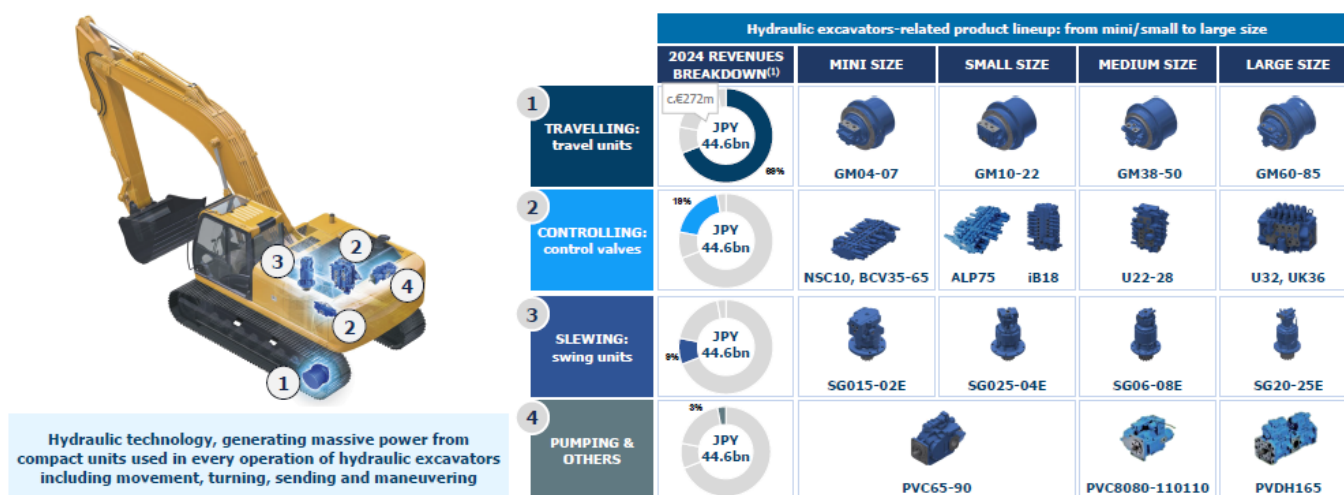 Hydraulic excavators-related product lineup: from mini/small to large size
2024 REVENUES
BREAKDOWN(1)
MINI SIZE
SMALL SIZE
MEDIUM SIZE
LARGE SIZE
1
TRAVELLING:
travel units
c.€272m
JPY
44.6bn
69%
GM04-07
GM10-22
GM38-50
GM60-85
2
CONTROLLING:
control valves
19%
JPY
44.6bn
NSC10, BCV35-65
ALP75
iB18
U22-28
U32, UK36
3
SLEWING:
swing units
9%
JPY
44.6bn
SG015-02E
SG025-04E
SG06-08E
SG20-25E
4
PUMPING &
OTHERS
3%
JPY
44.6bn
PVC65-90
PVC8080-110110
PVDH165
3
2
4
2
1
Hydraulic technology, generating massive power from
compact units used in every operation of hydraulic excavators
including movement, turning, sending and maneuvering